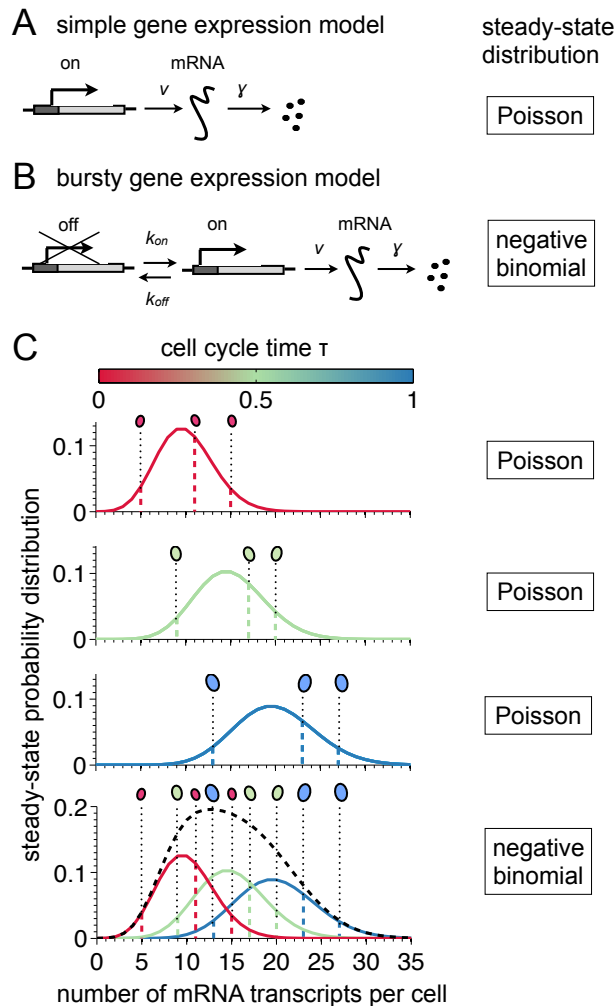 A simple gene expression model
steady-state
distribution
on
mRNA
ν
γ
Poisson
B bursty gene expression model
off
k_on
k_off
on
mRNA
ν
γ
negative
binomial
C
cell cycle time τ
0
0.5
1
steady-state probability distribution
0.1
0
Poisson
0.1
0
Poisson
0.1
0
Poisson
0.2
0.1
0
negative
binomial
0 5 10 15 20 25 30 35
number of mRNA transcripts per cell